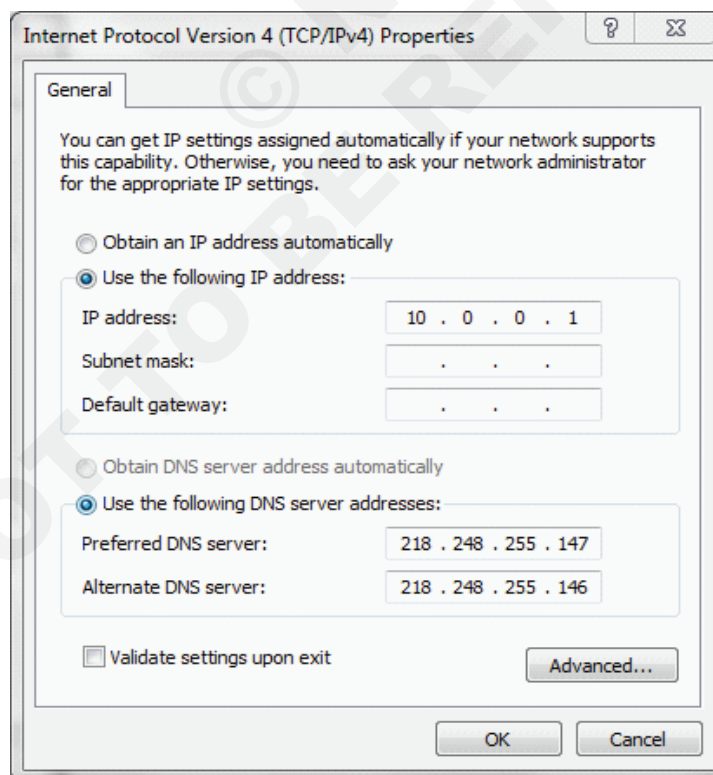 Internet Protocol Version 4 (TCP/IPv4) Properties
General
You can get IP settings assigned automatically if your network supports
this capability. Otherwise, you need to ask your network administrator
for the appropriate IP settings.
Obtain an IP address automatically
Use the following IP address:
IP address: 10 . 0 . 0 . 1
Subnet mask: . . .
Default gateway: . . .
Obtain DNS server address automatically
Use the following DNS server addresses:
Preferred DNS server: 218 . 248 . 255 . 147
Alternate DNS server: 218 . 248 . 255 . 146
Validate settings upon exit
Advanced...
OK Cancel